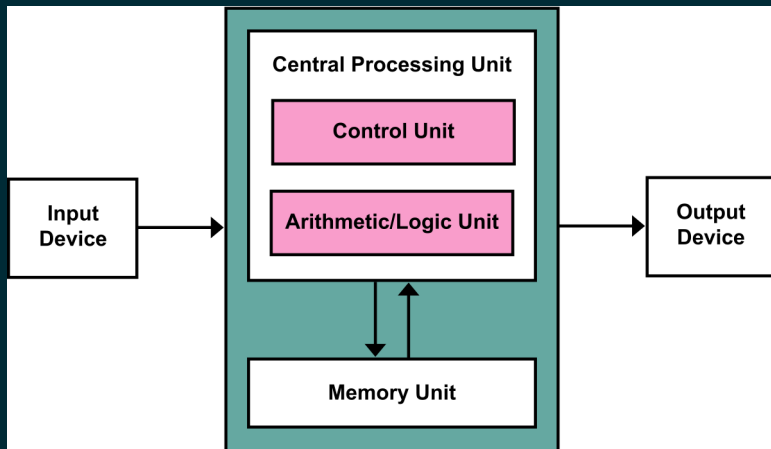 Central Processing Unit
Control Unit
Arithmetic/Logic Unit
Input
Device
Output
Device
Memory Unit